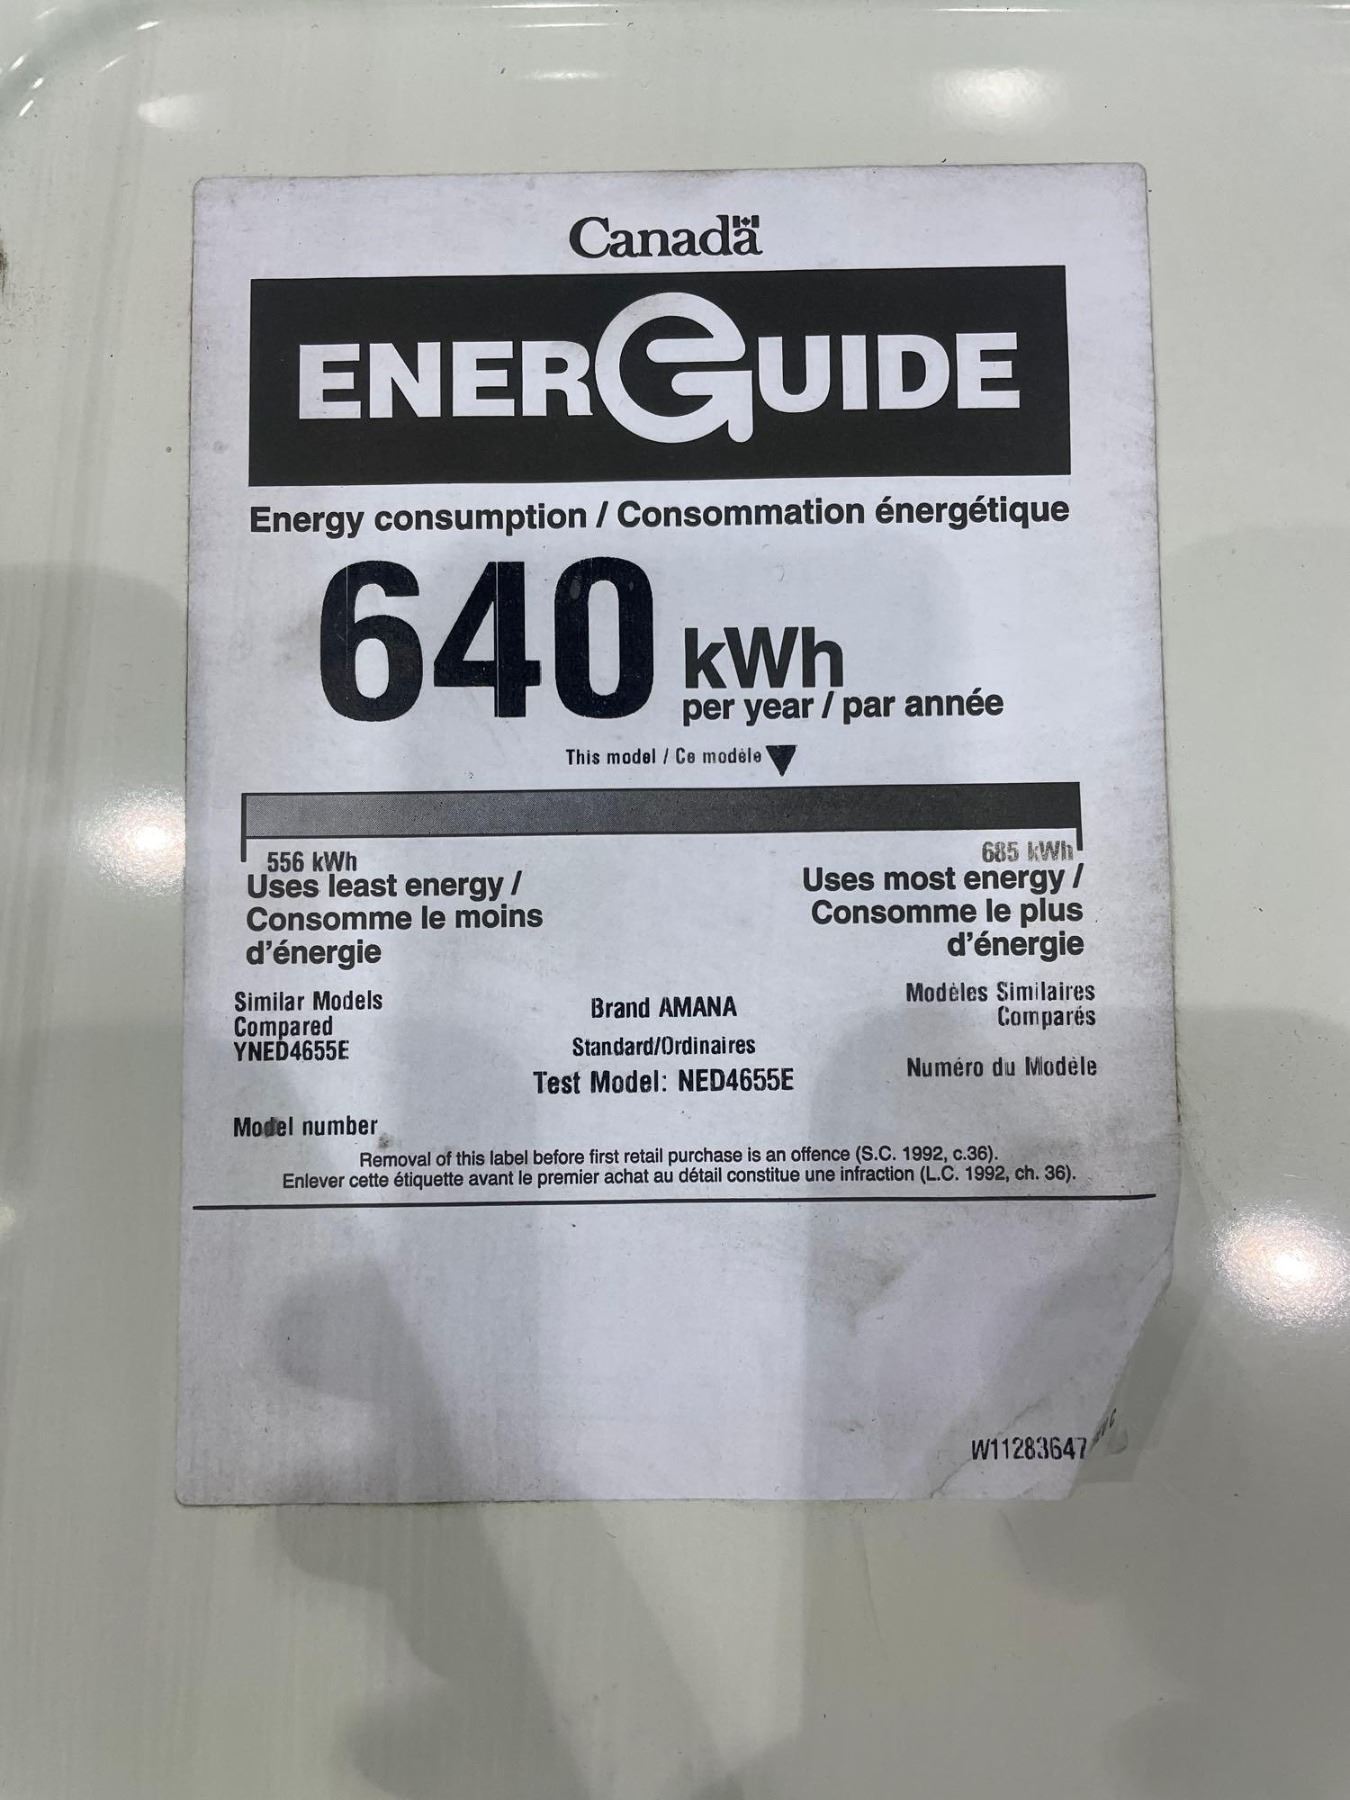 Canada
ENERGUIDE
Energy consumption / Consommation énergétique
640 kWh
per year / par année
This model / Ce modèle
556 kWh
685 kWh
Uses least energy /
Consomme le moins
d'énergie
Uses most energy /
Consomme le plus
d'énergie
Similar Models
Compared
YNED4655E
Brand AMANA
Standard/Ordinaires
Test Model: NED4655E
Modèles Similaires
Comparés
Numéro du Modèle
Model number
Removal of this label before first retail purchase is an offence (S.C. 1992, c.36).
Enlever cette étiquette avant le premier achat au détail constitue une infraction (L.C. 1992, ch. 36).
W11283647